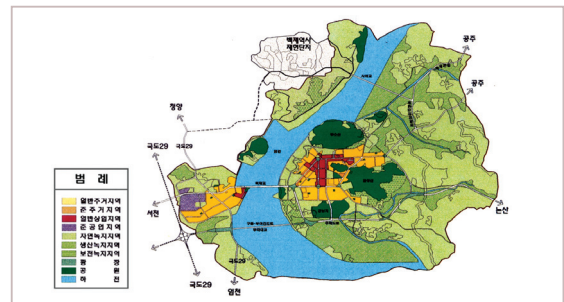 백제역사
재현단지
공주
공주
청양
국도29
국도29
서천
논산
국도29
임천
범 례
일반주거지역
준 주거지역
일반상업지역
준 공업지역
자연녹지지역
생산녹지지역
보전녹지지역
광 장
공 원
하 천